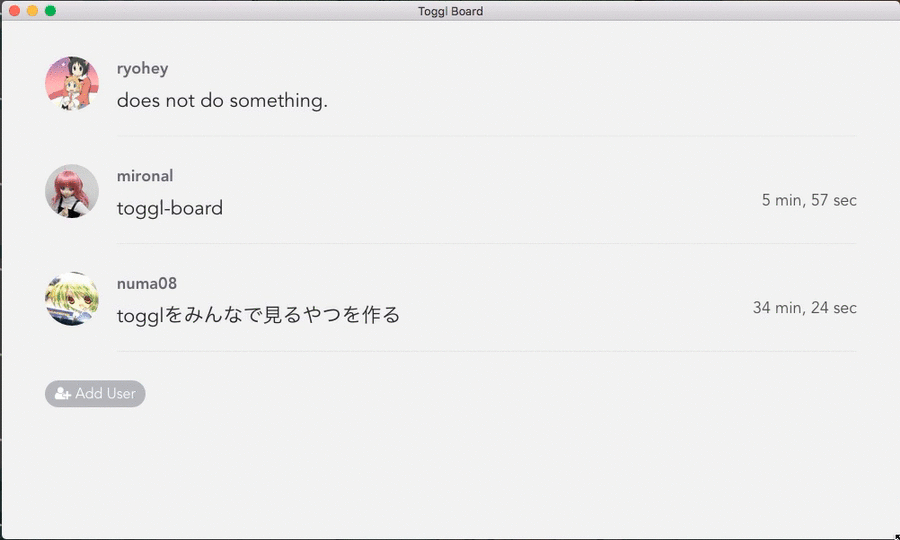 Toggl Board
ryohey
does not do something.
mironal
toggl-board
5 min, 57 sec
numa08
togglをみんなで見るやつを作る
34 min, 24 sec
Add User